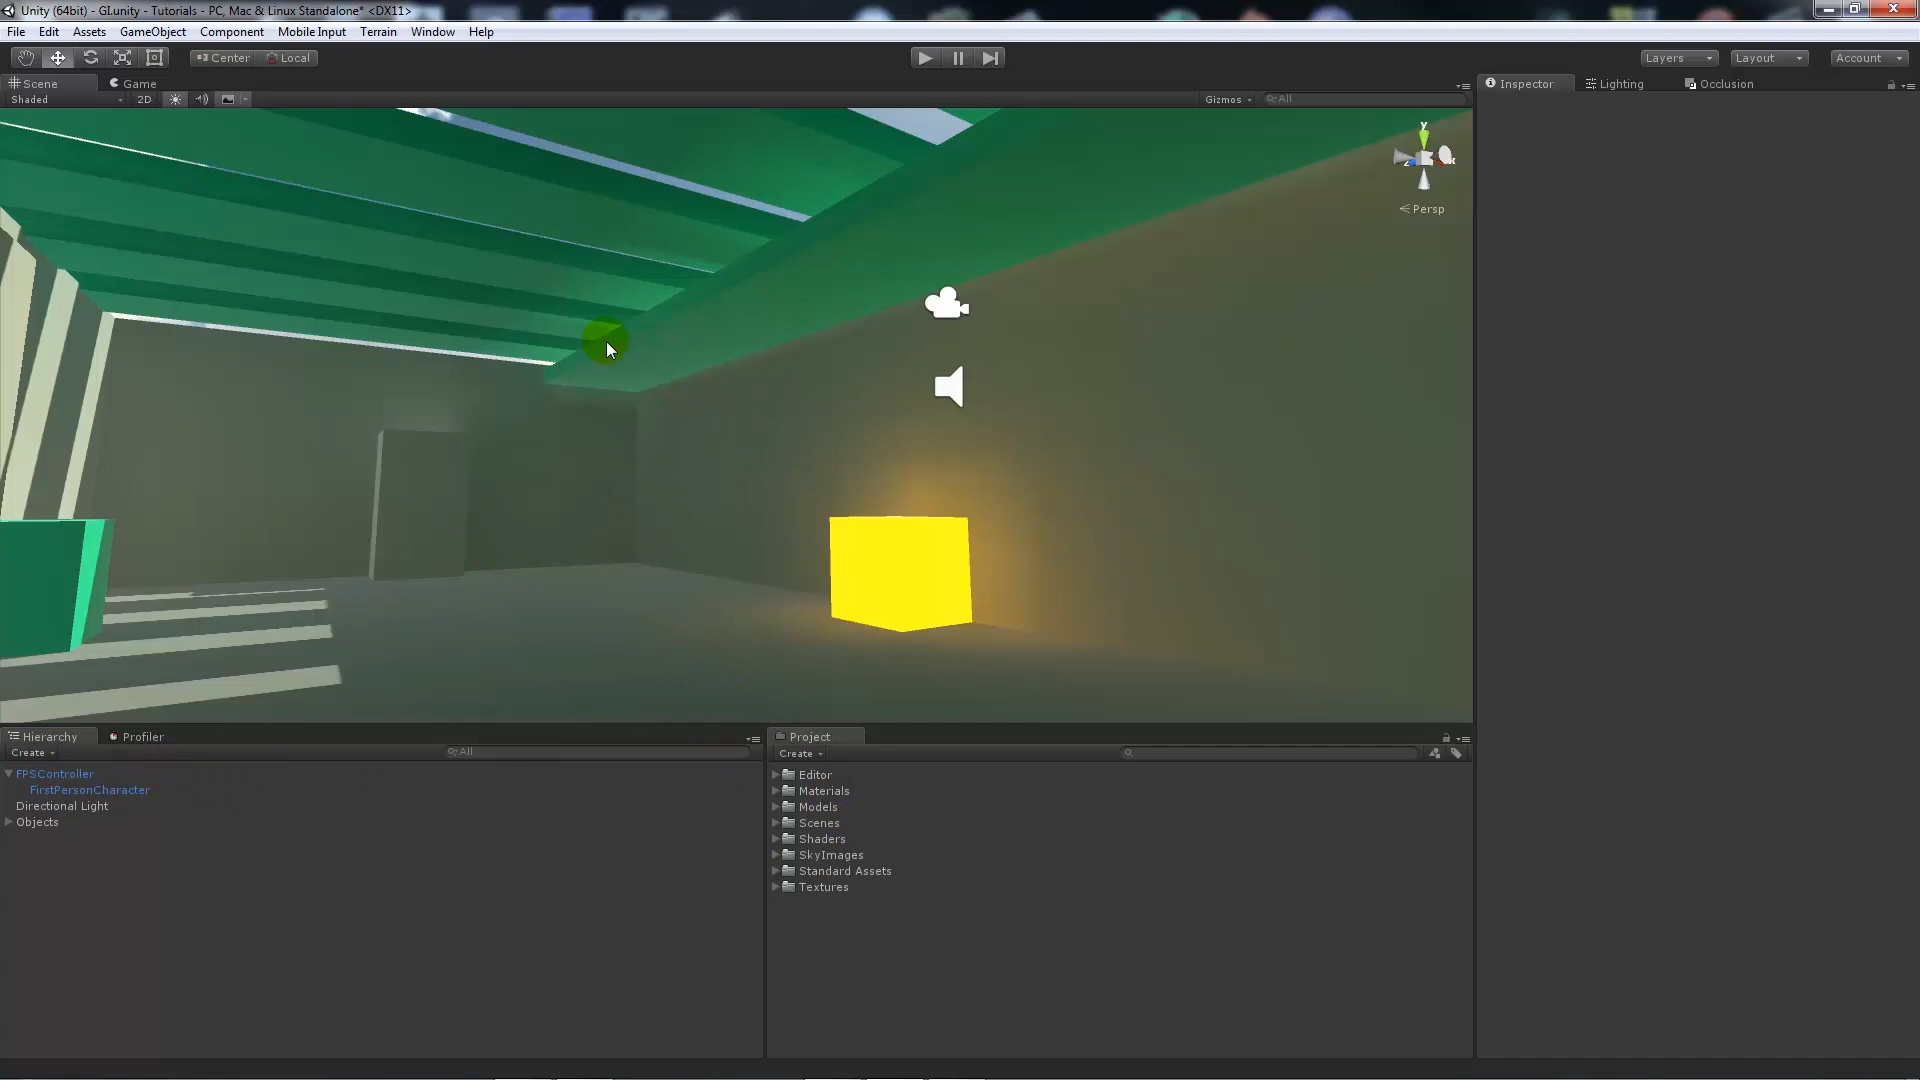 Unity (64bit) - GI.unity - Tutorials - PC, Mac & Linux Standalone* <DX11>
File Edit Assets GameObject Component Mobile Input Terrain Window Help
Center Local Layers Layout Account
Scene Game Inspector Lighting Occlusion
Shaded 2D Gizmos All
y
z x
Persp
Hierarchy Profiler
Create All
FPSController
FirstPersonCharacter
Directional Light
Objects
Project
Create
Editor
Materials
Models
Scenes
Shaders
SkyImages
Standard Assets
Textures